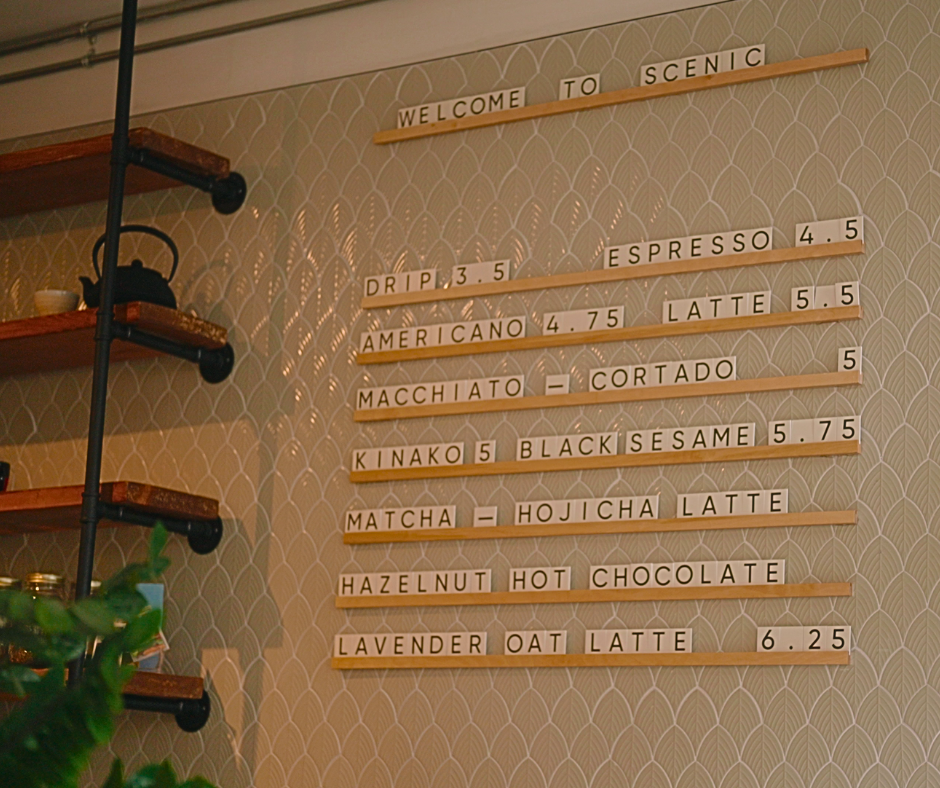 WELCOME TO SCENIC
DRIP 3.5 ESPRESSO 4.5
AMERICANO 4.75 LATTE 5.5
MACCHIATO – CORTADO 5
KINAKO 5 BLACK SESAME 5.75
MATCHA – HOJICHA LATTE
HAZELNUT HOT CHOCOLATE
LAVENDER OAT LATTE 6.25